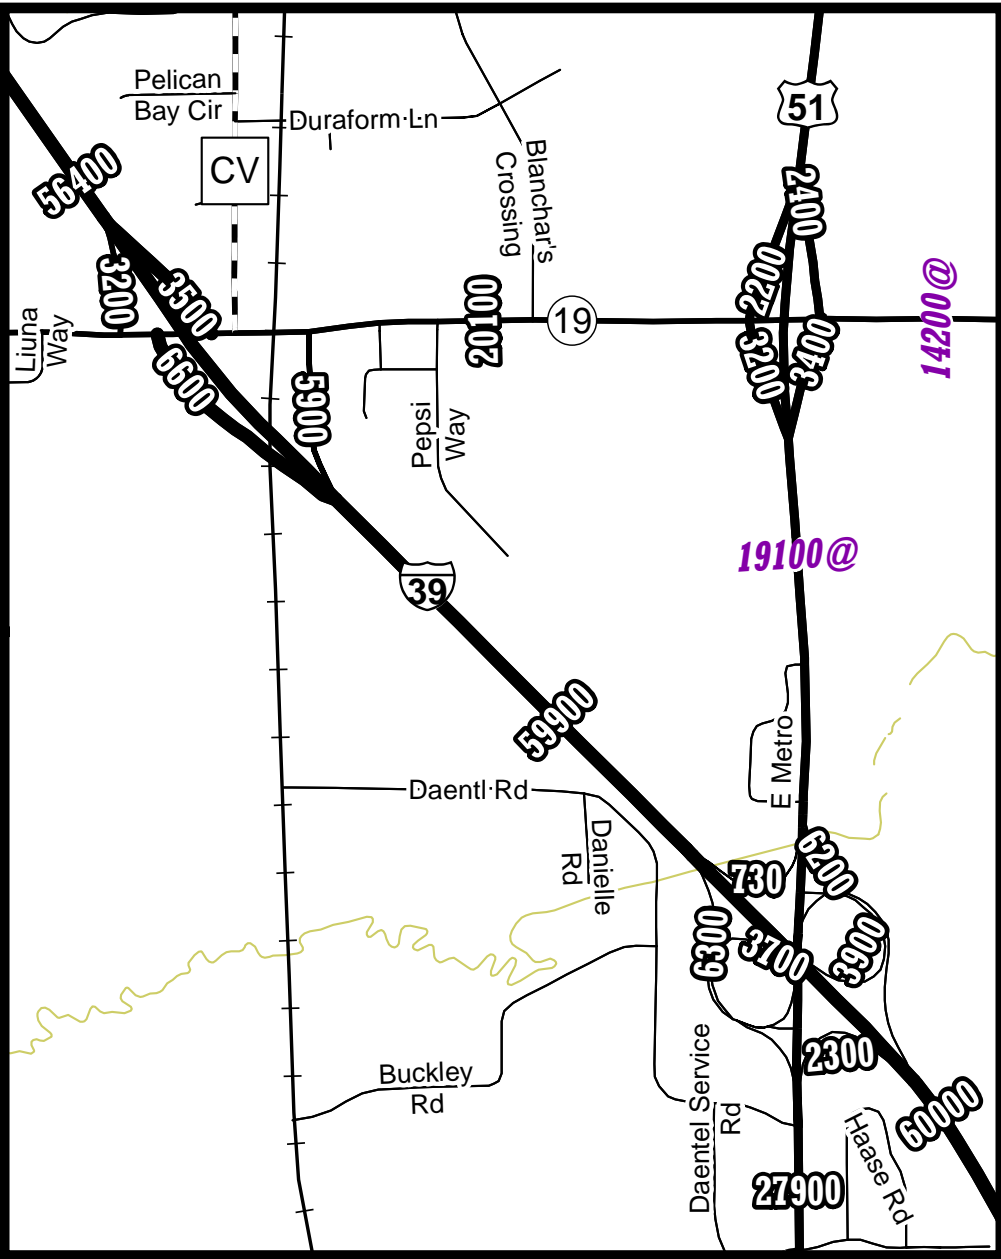 Pelican
Bay Cir
Duraform Ln
51
CV
56400
Blanchar's
Crossing
2400
3200
3500
2200
14200@
Liuna
Way
20100
19
6600
5900
3200
3400
Pepsi
Way
19100@
39
59900
E Metro
Daentl Rd
Danielle
Rd
6200
730
6300
3700
3900
2300
Buckley
Rd
Daentel Service
Rd
60000
Haase Rd
27900